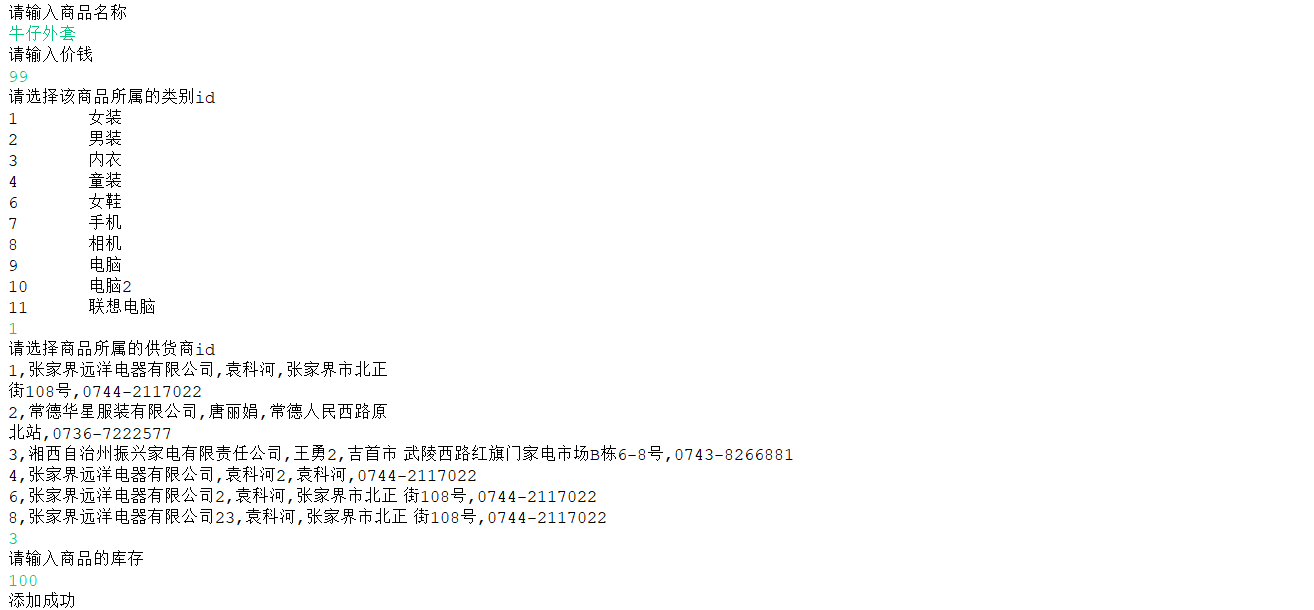 请输入商品名称
牛仔外套
请输入价钱
99
请选择该商品所属的类别id
1 女装
2 男装
3 内衣
4 童装
6 女鞋
7 手机
8 相机
9 电脑
10 电脑2
11 联想电脑
1
请选择商品所属的供货商id
1,张家界远洋电器有限公司,袁科河,张家界市北正
街108号,0744-2117022
2,常德华星服装有限公司,唐丽娟,常德人民西路原
北站,0736-7222577
3,湘西自治州振兴家电有限责任公司,王勇2,吉首市 武陵西路红旗门家电市场B栋6-8号,0743-8266881
4,张家界远洋电器有限公司,袁科河2,袁科河,0744-2117022
6,张家界远洋电器有限公司2,袁科河,张家界市北正 街108号,0744-2117022
8,张家界远洋电器有限公司23,袁科河,张家界市北正 街108号,0744-2117022
3
请输入商品的库存
100
添加成功